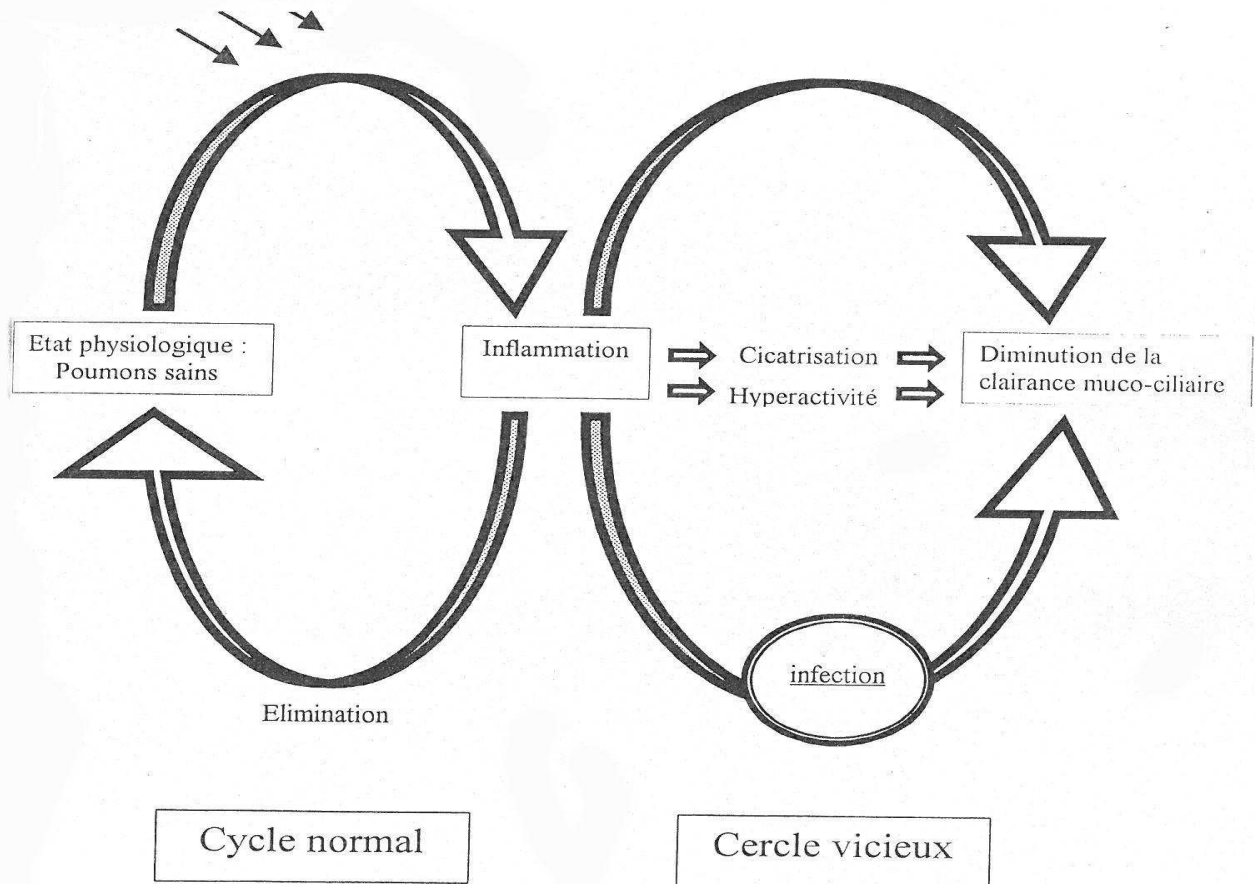 Etat physiologique :
Poumons sains
Inflammation
Cicatrisation
Hyperactivité
Diminution de la
clairance muco-ciliaire
Elimination
infection
Cycle normal
Cercle vicieux